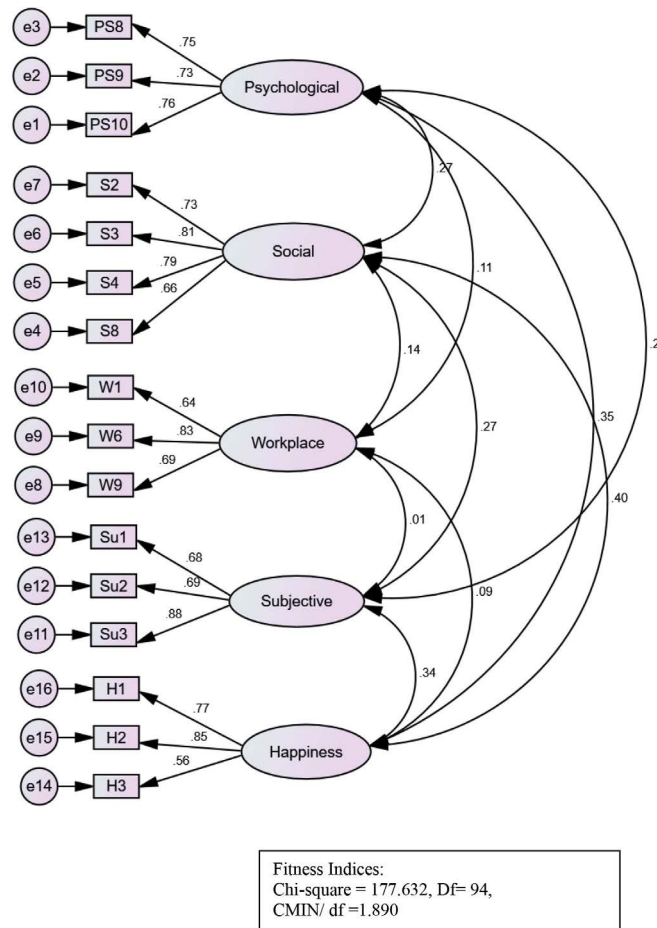 e3 PS8 .75
e2 PS9 .73
e1 PS10 .76
Psychological
e7 S2 .73
e6 S3 .81
e5 S4 .79
e4 S8 .66
Social
e10 W1 .64
e9 W6 .83
e8 W9 .69
Workplace
e13 Su1 .68
e12 Su2 .69
e11 Su3 .88
Subjective
e16 H1 .77
e15 H2 .85
e14 H3 .56
Happiness
.27
.11
.14
.27
.35
.40
.01
.09
.34
Fitness Indices:
Chi-square = 177.632, Df= 94,
CMIN/ df =1.890